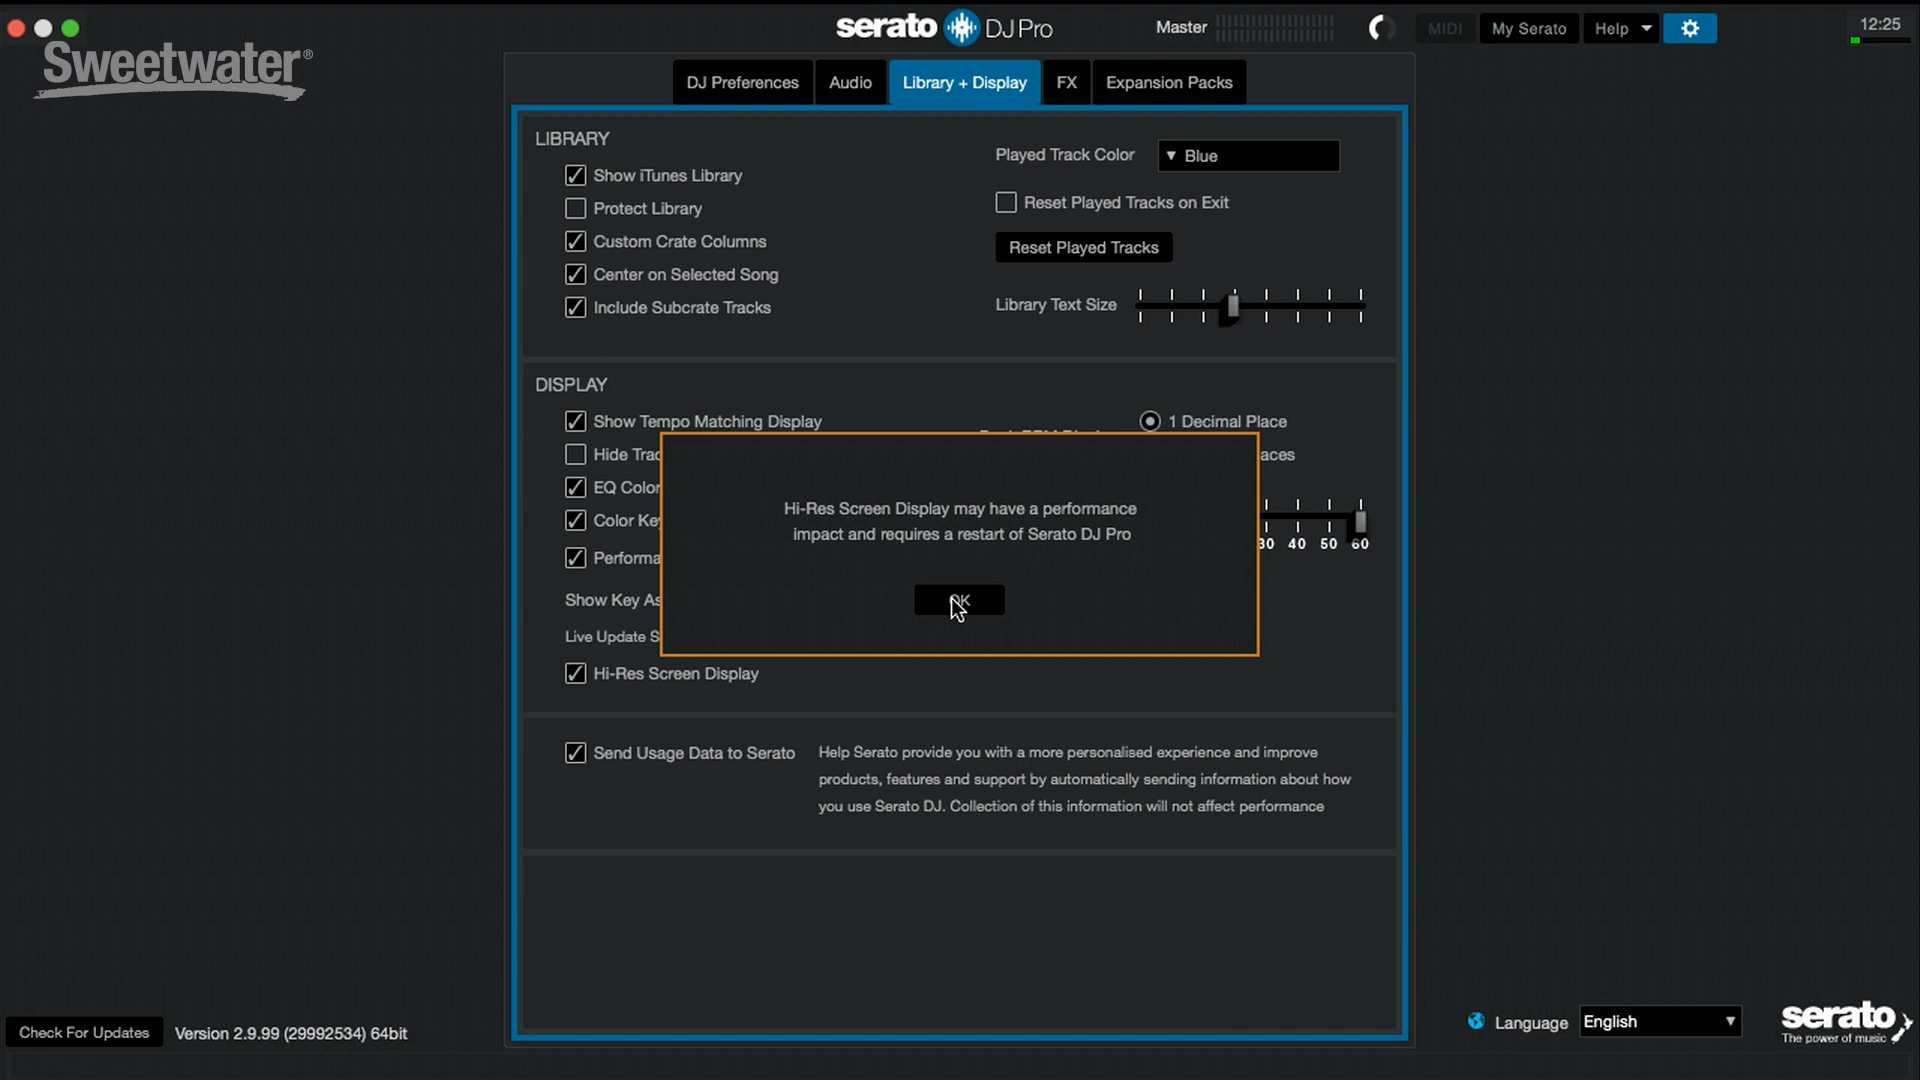 serato DJ Pro
Master
MIDI
My Serato
Help
12:25
Sweetwater®
DJ Preferences
Audio
Library + Display
FX
Expansion Packs
LIBRARY
Show iTunes Library
Protect Library
Custom Crate Columns
Center on Selected Song
Include Subcrate Tracks
Played Track Color
Blue
Reset Played Tracks on Exit
Reset Played Tracks
Library Text Size
DISPLAY
Show Tempo Matching Display
1 Decimal Place
Hide Trac
aces
EQ Color
Color Key
Performa
30 40 50 60
Show Key As
Live Update S
Hi-Res Screen Display
Hi-Res Screen Display may have a performance
impact and requires a restart of Serato DJ Pro
OK
Send Usage Data to Serato
Help Serato provide you with a more personalised experience and improve
products, features and support by automatically sending information about how
you use Serato DJ. Collection of this information will not affect performance
Check For Updates
Version 2.9.99 (29992534) 64bit
Language
English
serato
The power of music